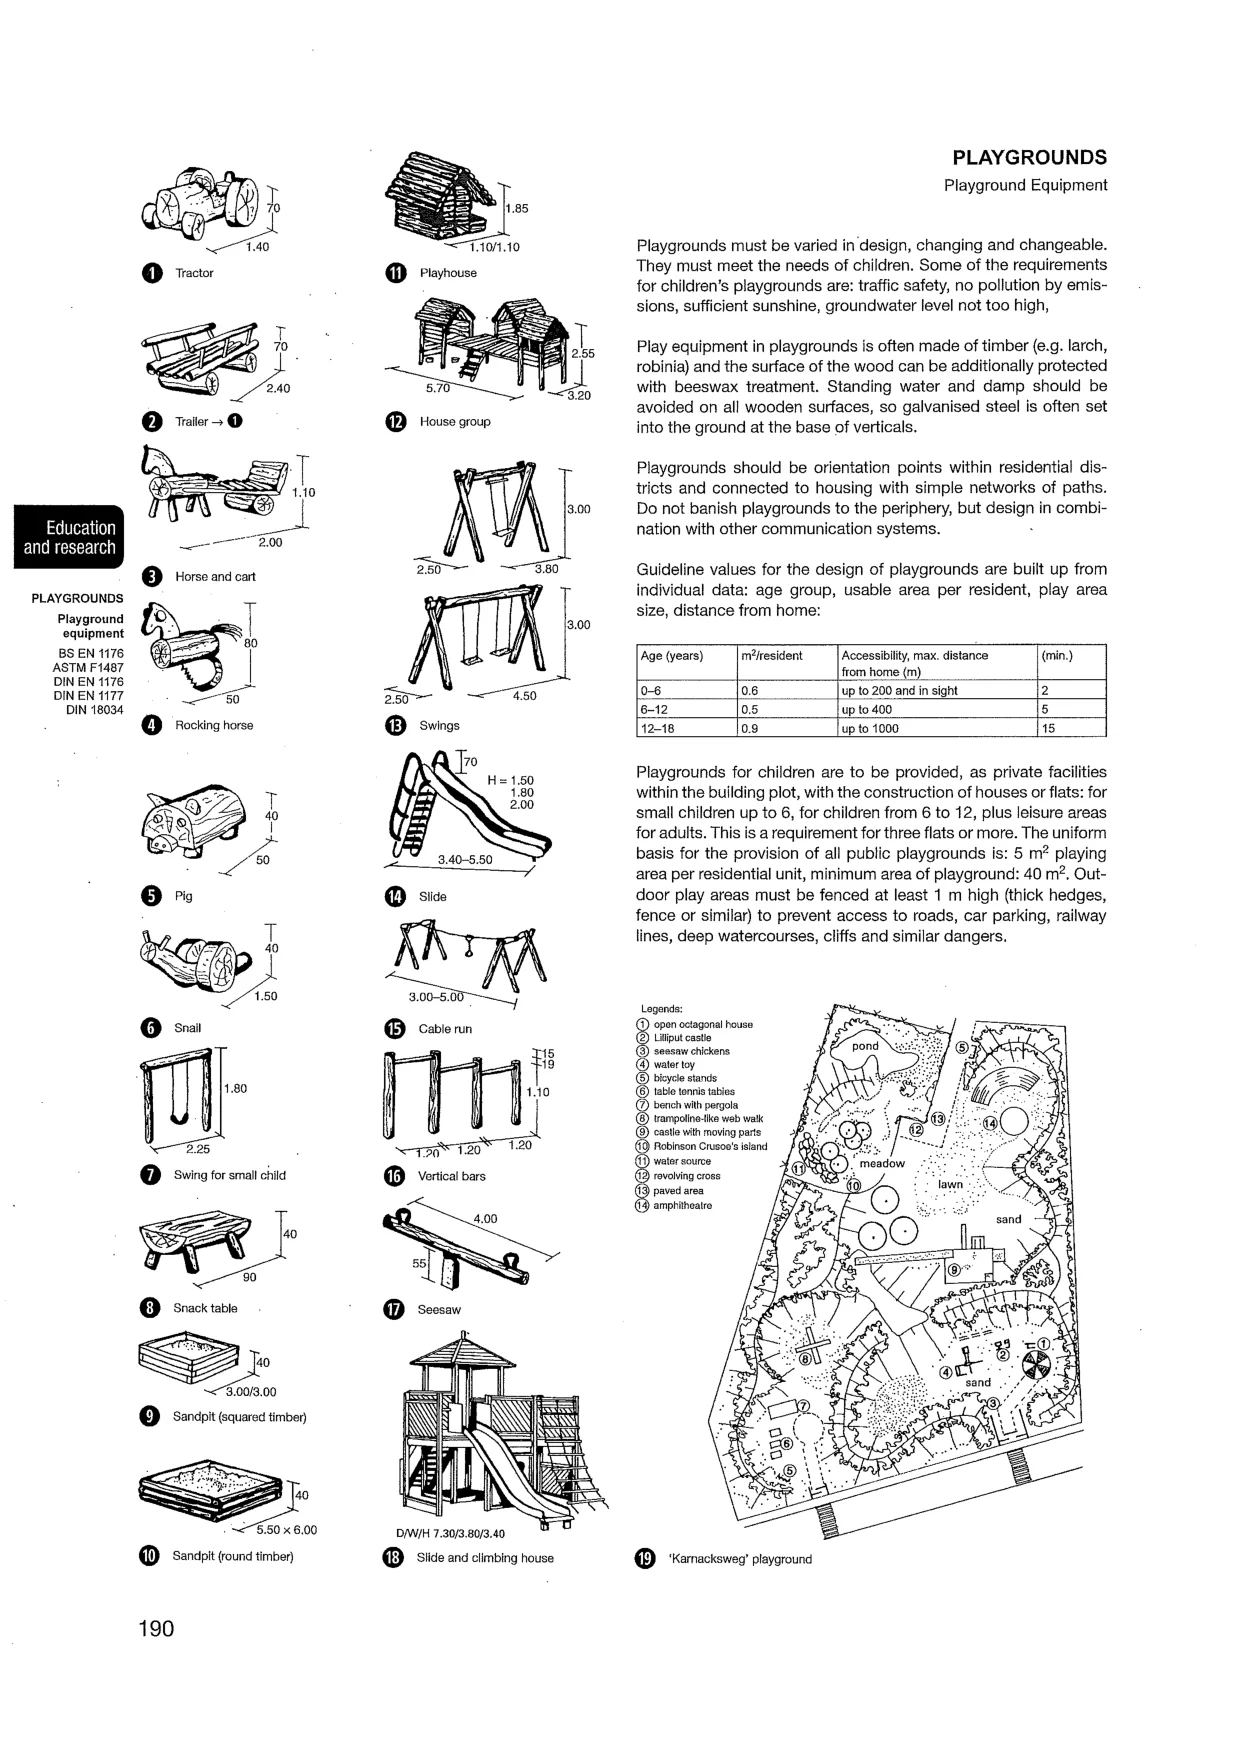 PLAYGROUNDS
Playground Equipment
Education
and research
PLAYGROUNDS
Playground
equipment
BS EN 1176
ASTM F1487
DIN EN 1176
DIN EN 1177
DIN 18034
70
1.40
1 Tractor
70
2.40
2 Trailer → 1
1.10
2.00
3 Horse and cart
80
50
4 Rocking horse
40
50
5 Pig
40
1.50
6 Snail
1.80
2.25
7 Swing for small child
40
90
8 Snack table
40
3.00/3.00
9 Sandpit (squared timber)
40
5.50 x 6.00
10 Sandpit (round timber)
1.85
1.10/1.10
11 Playhouse
2.55
5.70
3.20
12 House group
3.00
2.50
3.80
3.00
2.50
4.50
13 Swings
70
H = 1.50
1.80
2.00
3.40–5.50
14 Slide
3.00–5.00
15 Cable run
15
19
1.10
1.20 1.20 1.20
16 Vertical bars
4.00
55
17 Seesaw
D/W/H 7.30/3.80/3.40
18 Slide and climbing house
Playgrounds must be varied in design, changing and changeable.
They must meet the needs of children. Some of the requirements
for children's playgrounds are: traffic safety, no pollution by emis-
sions, sufficient sunshine, groundwater level not too high,
Play equipment in playgrounds is often made of timber (e.g. larch,
robinia) and the surface of the wood can be additionally protected
with beeswax treatment. Standing water and damp should be
avoided on all wooden surfaces, so galvanised steel is often set
into the ground at the base of verticals.
Playgrounds should be orientation points within residential dis-
tricts and connected to housing with simple networks of paths.
Do not banish playgrounds to the periphery, but design in combi-
nation with other communication systems.
Guideline values for the design of playgrounds are built up from
individual data: age group, usable area per resident, play area
size, distance from home:
Age (years) m²/resident Accessibility, max. distance (min.)
from home (m)
0–6 0.6 up to 200 and in sight 2
6–12 0.5 up to 400 5
12–18 0.9 up to 1000 15
Playgrounds for children are to be provided, as private facilities
within the building plot, with the construction of houses or flats: for
small children up to 6, for children from 6 to 12, plus leisure areas
for adults. This is a requirement for three flats or more. The uniform
basis for the provision of all public playgrounds is: 5 m² playing
area per residential unit, minimum area of playground: 40 m². Out-
door play areas must be fenced at least 1 m high (thick hedges,
fence or similar) to prevent access to roads, car parking, railway
lines, deep watercourses, cliffs and similar dangers.
Legends:
① open octagonal house
② Lilliput castle
③ seesaw chickens
④ water toy
⑤ bicycle stands
⑥ table tennis tables
⑦ bench with pergola
⑧ trampoline-like web walk
⑨ castle with moving parts
⑩ Robinson Crusoe's island
⑪ water source
⑫ revolving cross
⑬ paved area
⑭ amphitheatre
pond
⑤
⑬
⑫
⑭
⑪
meadow
⑩
lawn
sand
⑨
⑧
④
②
①
sand
③
⑦
⑥
⑤
19 'Karnacksweg' playground
190